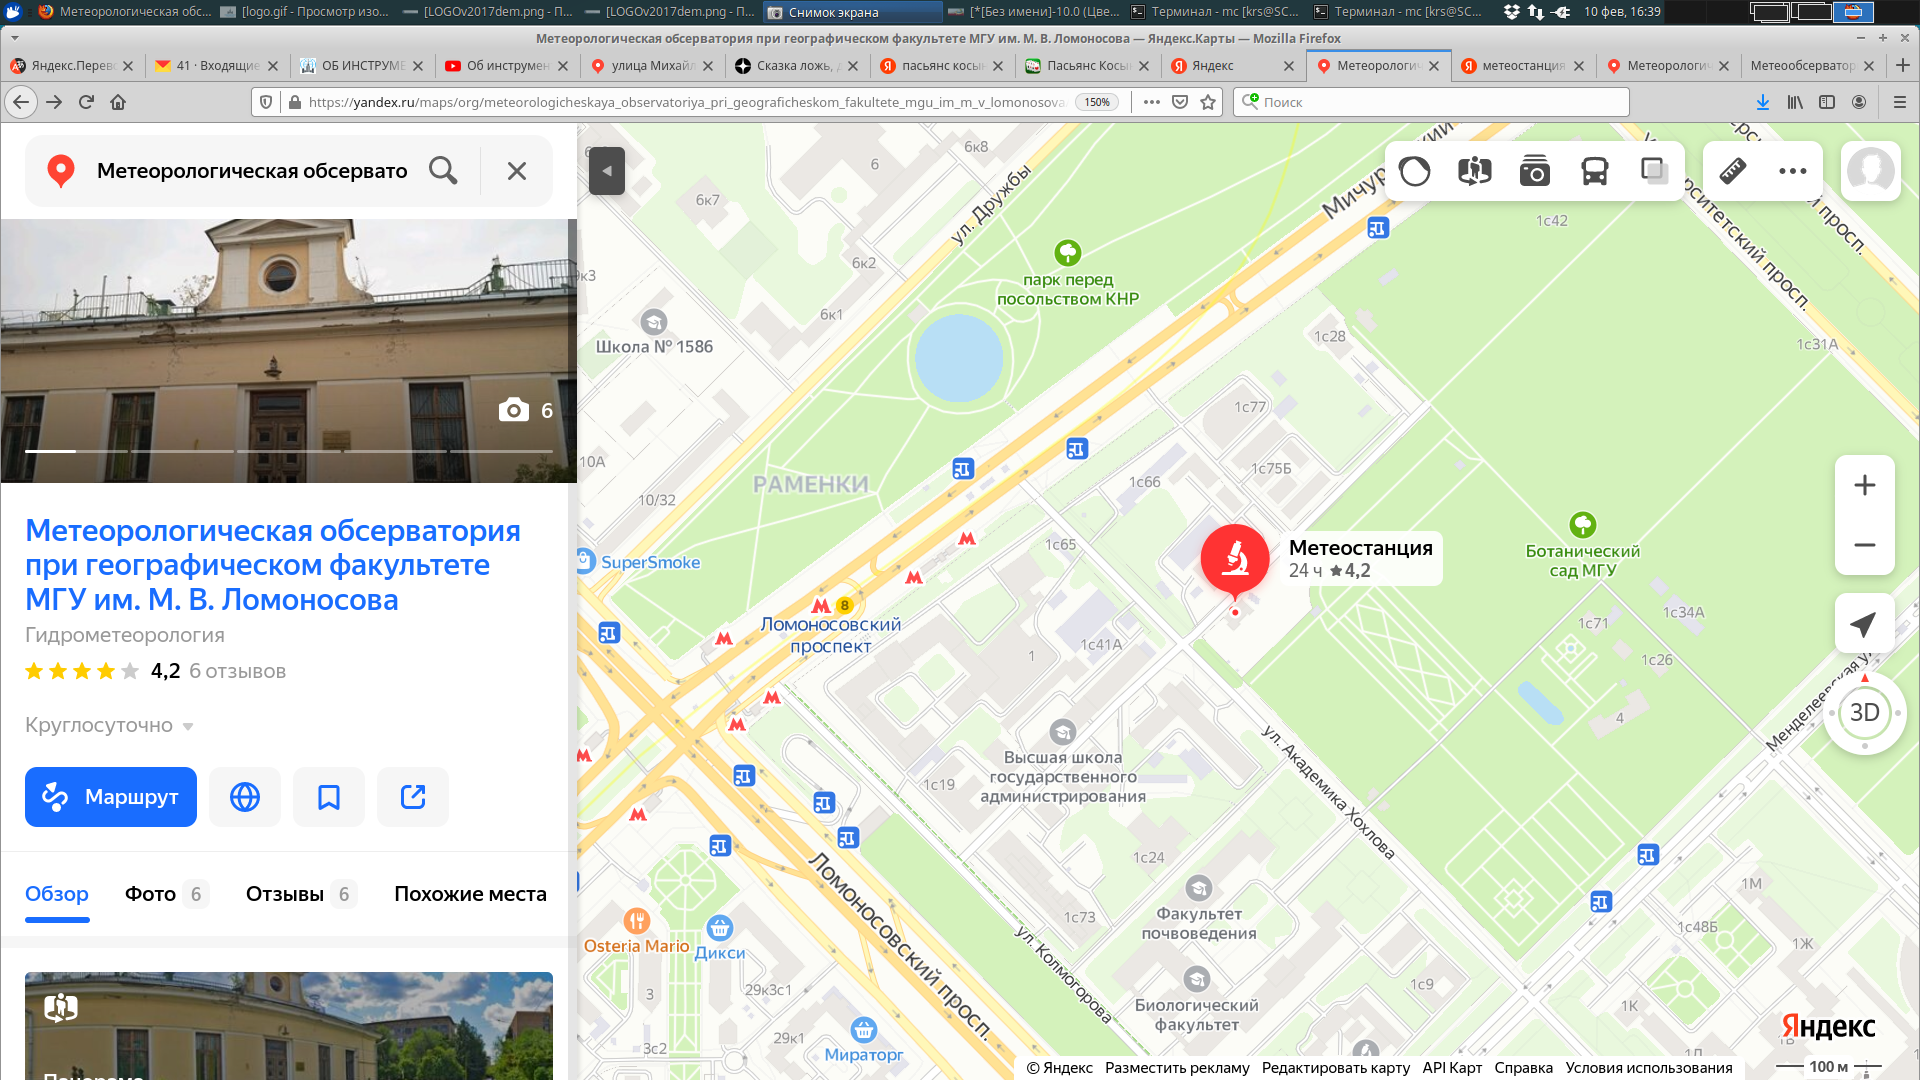 Метеорологическая обс...
[logo.gif - Просмотр изо...
[LOGOv2017dem.png - П...
[LOGOv2017dem.png - П...
Снимок экрана
[*[Без имени]-10.0 (Цве...
Терминал - mc [krs@SC...
Терминал - mc [krs@SC...
10 фев, 16:39
Метеорологическая обсерватория при географическом факультете МГУ им. М. В. Ломоносова — Яндекс.Карты — Mozilla Firefox
Яндекс.Перев
41 · Входящие
ОБ ИНСТРУМЕ
Об инструмен
улица Михайл
Сказка ложь, д
пасьянс косын
Пасьянс Косы
Яндекс
Метеорологич
метеостанция
Метеорологич
Метеообсерватор
https://yandex.ru/maps/org/meteorologicheskaya_observatoriya_pri_geograficheskom_fakultete_mgu_im_m_v_lomonosova
150%
Поиск
Метеорологическая обсервато
6
Метеорологическая обсерватория
при географическом факультете
МГУ им. М. В. Ломоносова
Гидрометеорология
4,2 6 отзывов
Круглосуточно
Маршрут
Обзор
Фото 6
Отзывы 6
Похожие места
6к8
6
6к7
ул. Дружбы
6к2
9к3
6к1
Школа № 1586
парк перед
посольством КНР
Мичур
кий
1с42
Университетский просп.
1с28
1с31А
10А
10/32
РАМЕНКИ
1с77
1с75Б
1с66
1с65
SuperSmoke
Метеостанция
24 ч 4,2
Ботанический
сад МГУ
8
Ломоносовский
проспект
1
1с41А
1с71
1с34А
1с26
4
3D
Менделеевская ул
Высшая школа
государственного
администрирования
1с19
ул. Академика Хохлова
1с24
Ломоносовский просп.
Факультет
почвоведения
1с73
ул. Колмогорова
Osteria Mario
Дикси
29к3с1
3
29к1
3с2
Мираторг
Биологический
факультет
1М
1с48Б
1Ж
1с9
1К
Яндекс
© Яндекс
Разместить рекламу
Редактировать карту
API Карт
Справка
Условия использования
100 м